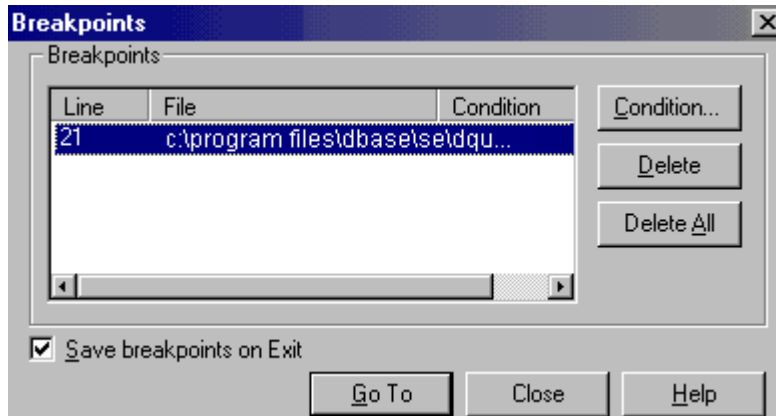 Breakpoints
Breakpoints
Line File Condition
21 c:\program files\dbase\se\dqu...
Condition...
Delete
Delete All
Save breakpoints on Exit
Go To Close Help